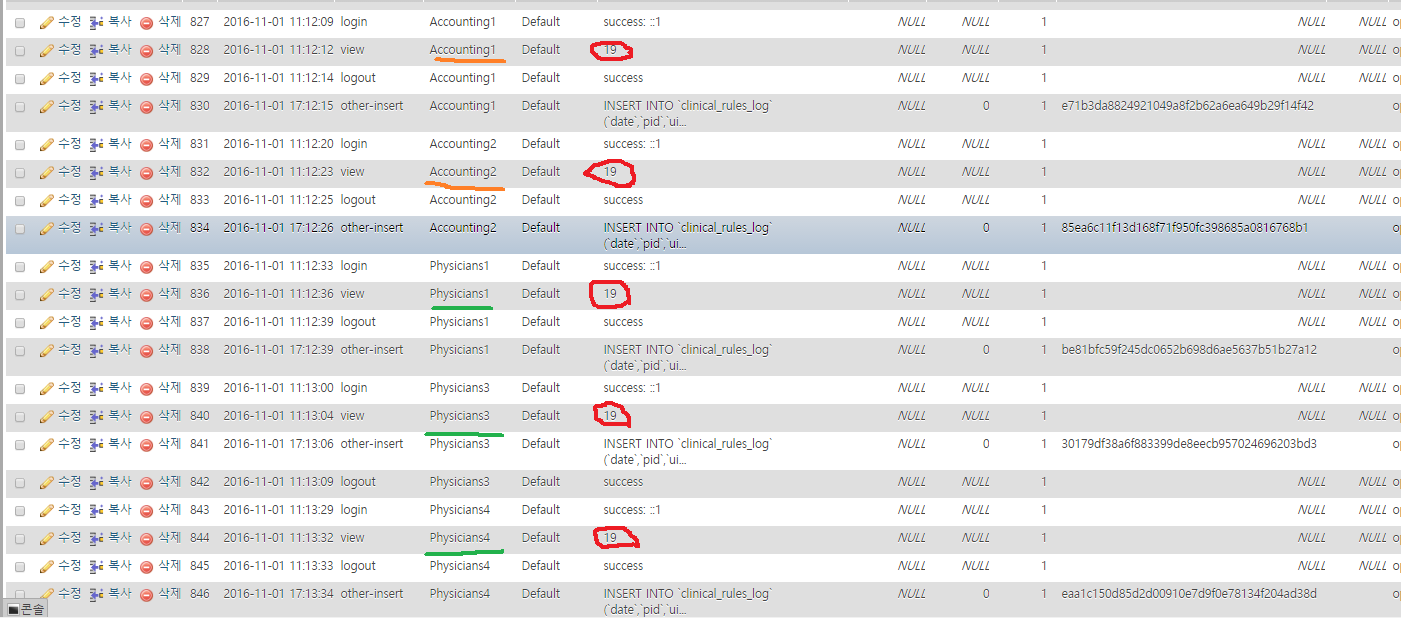 수정 복사 삭제 827 2016-11-01 11:12:09 login Accounting1 Default success: ::1 NULL NULL 1 NULL NULL
수정 복사 삭제 828 2016-11-01 11:12:12 view Accounting1 Default 19 NULL NULL 1 NULL NULL
수정 복사 삭제 829 2016-11-01 11:12:14 logout Accounting1 Default success NULL NULL 1 NULL NULL
수정 복사 삭제 830 2016-11-01 17:12:15 other-insert Accounting1 Default INSERT INTO `clinical_rules_log` NULL 0 1 e71b3da8824921049a8f2b62a6ea649b29f14f42
(`date`,`pid`,`ui...
수정 복사 삭제 831 2016-11-01 11:12:20 login Accounting2 Default success: ::1 NULL NULL 1 NULL NULL
수정 복사 삭제 832 2016-11-01 11:12:23 view Accounting2 Default 19 NULL NULL 1 NULL NULL
수정 복사 삭제 833 2016-11-01 11:12:25 logout Accounting2 Default success NULL NULL 1 NULL NULL
수정 복사 삭제 834 2016-11-01 17:12:26 other-insert Accounting2 Default INSERT INTO `clinical_rules_log` NULL 0 1 85ea6c11f13d168f71f950fc398685a0816768b1
(`date`,`pid`,`ui...
수정 복사 삭제 835 2016-11-01 11:12:33 login Physicians1 Default success: ::1 NULL NULL 1 NULL NULL
수정 복사 삭제 836 2016-11-01 11:12:36 view Physicians1 Default 19 NULL NULL 1 NULL NULL
수정 복사 삭제 837 2016-11-01 11:12:39 logout Physicians1 Default success NULL NULL 1 NULL NULL
수정 복사 삭제 838 2016-11-01 17:12:39 other-insert Physicians1 Default INSERT INTO `clinical_rules_log` NULL 0 1 be81bfc59f245dc0652b698d6ae5637b51b27a12
(`date`,`pid`,`ui...
수정 복사 삭제 839 2016-11-01 11:13:00 login Physicians3 Default success: ::1 NULL NULL 1 NULL NULL
수정 복사 삭제 840 2016-11-01 11:13:04 view Physicians3 Default 19 NULL NULL 1 NULL NULL
수정 복사 삭제 841 2016-11-01 17:13:06 other-insert Physicians3 Default INSERT INTO `clinical_rules_log` NULL 0 1 30179df38a6f883399de8eecb957024696203bd3
(`date`,`pid`,`ui...
수정 복사 삭제 842 2016-11-01 11:13:09 logout Physicians3 Default success NULL NULL 1 NULL NULL
수정 복사 삭제 843 2016-11-01 11:13:29 login Physicians4 Default success: ::1 NULL NULL 1 NULL NULL
수정 복사 삭제 844 2016-11-01 11:13:32 view Physicians4 Default 19 NULL NULL 1 NULL NULL
수정 복사 삭제 845 2016-11-01 11:13:33 logout Physicians4 Default success NULL NULL 1 NULL NULL
수정 복사 삭제 846 2016-11-01 17:13:34 other-insert Physicians4 Default INSERT INTO `clinical_rules_log` NULL 0 1 eaa1c150d85d2d00910e7d9f0e78134f204ad38d
(`date`,`pid`,`ui...
콘솔